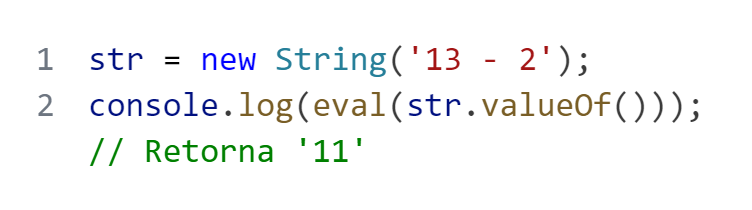 1 str = new String('13 - 2');
2 console.log(eval(str.valueOf()));
// Retorna '11'